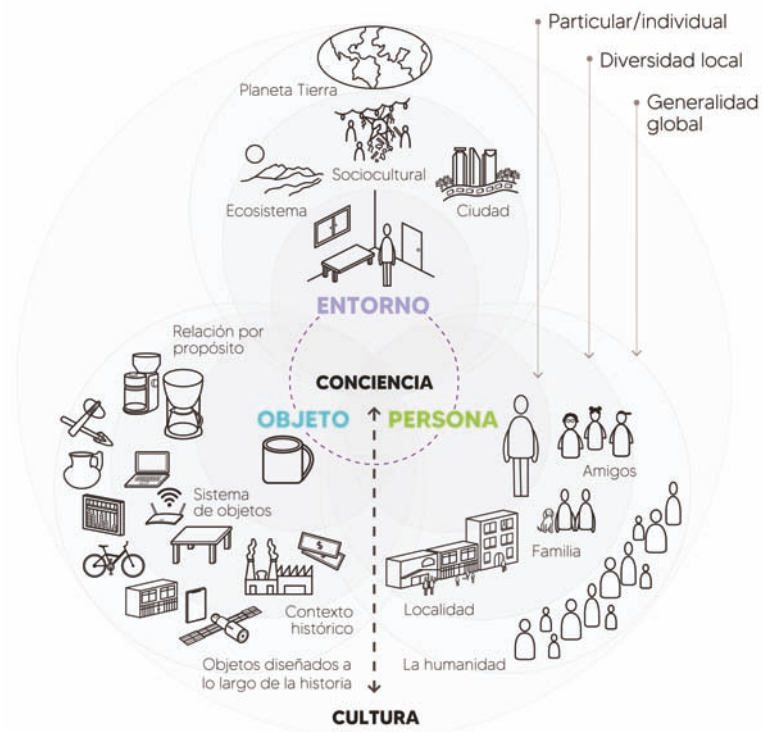 Particular/individual
Diversidad local
Generalidad
global
Planeta Tierra
Sociocultural
Ecosistema
Ciudad
ENTORNO
Relación por
propósito
CONCIENCIA
OBJETO
PERSONA
Amigos
Sistema
de objetos
Familia
$
Contexto
histórico
Localidad
Objetos diseñados a
lo largo de la historia
La humanidad
CULTURA